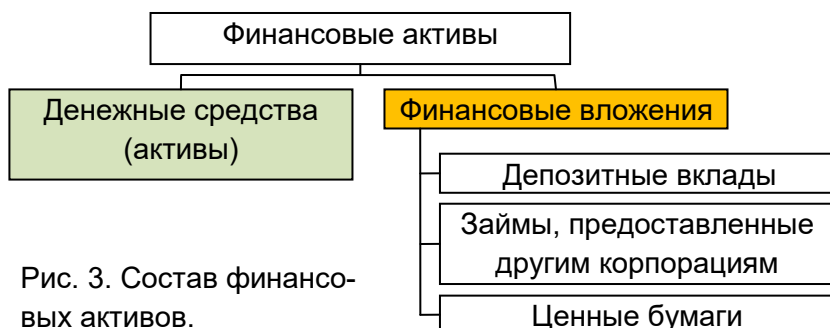 Финансовые активы
Денежные средства
(активы)
Финансовые вложения
Депозитные вклады
Займы, предоставленные
другим корпорациям
Ценные бумаги
Рис. 3. Состав финансо-
вых активов.